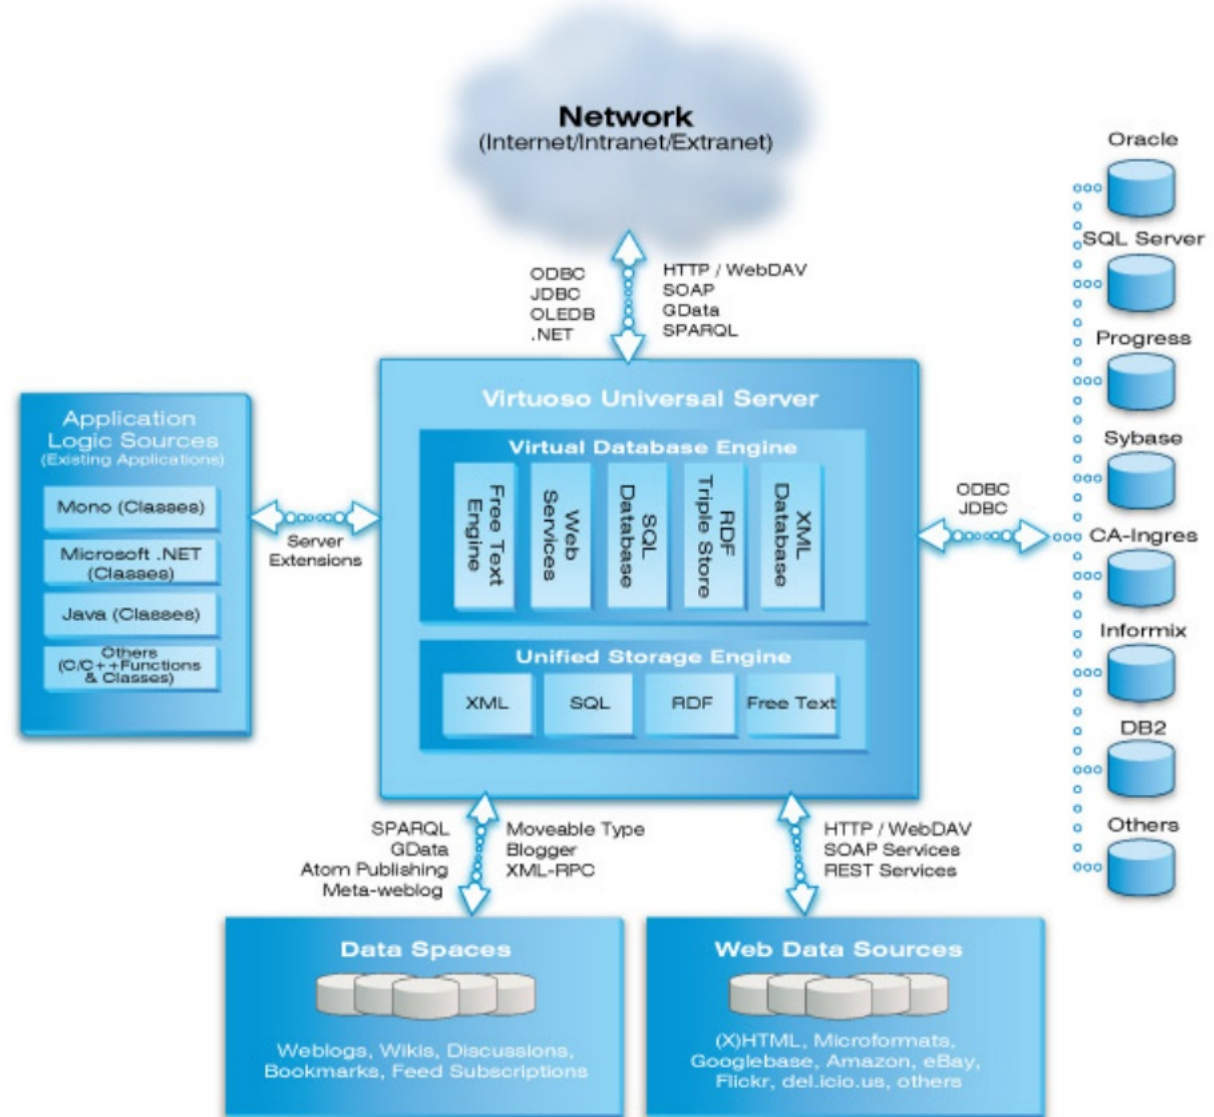 Network
(Internet/Intranet/Extranet)
ODBC
JDBC
OLEDB
.NET
HTTP / WebDAV
SOAP
GData
SPARQL
Application
Logic Sources
(Existing Applications)
Mono (Classes)
Microsoft .NET
(Classes)
Java (Classes)
Others
(C/C++Functions
& Classes)
Server
Extensions
Virtuoso Universal Server
Virtual Database Engine
Free Text
Engine
Web
Services
SQL
Database
RDF
Triple Store
XML
Database
Unified Storage Engine
XML
SQL
RDF
Free Text
ODBC
JDBC
Oracle
SQL Server
Progress
Sybase
CA-Ingres
Informix
DB2
Others
SPARQL
GData
Atom Publishing
Meta-weblog
Moveable Type
Blogger
XML-RPC
HTTP / WebDAV
SOAP Services
REST Services
Data Spaces
Weblogs, Wikis, Discussions,
Bookmarks, Feed Subscriptions
Web Data Sources
(X)HTML, Microformats,
Googlebase, Amazon, eBay,
Flickr, del.icio.us, others